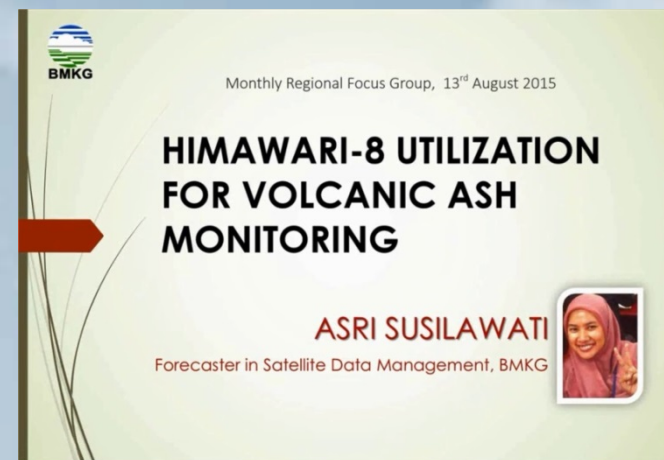 BMKG
Monthly Regional Focus Group, 13rd August 2015
HIMAWARI-8 UTILIZATION
FOR VOLCANIC ASH
MONITORING
ASRI SUSILAWATI
Forecaster in Satellite Data Management, BMKG